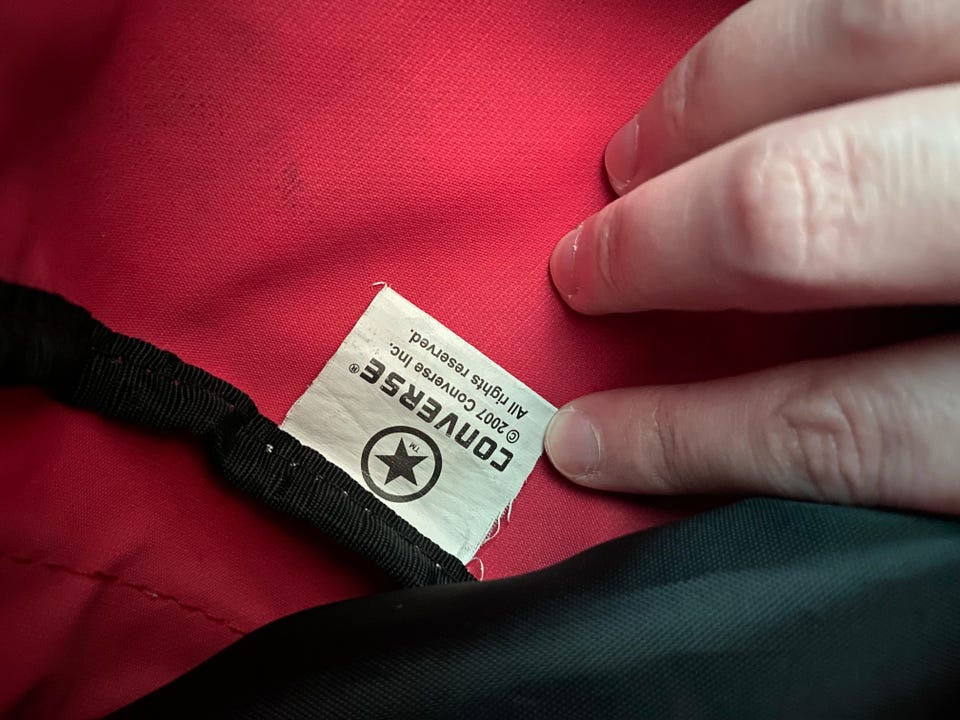 ™
CONVERSE®
© 2007 Converse Inc.
All rights reserved.